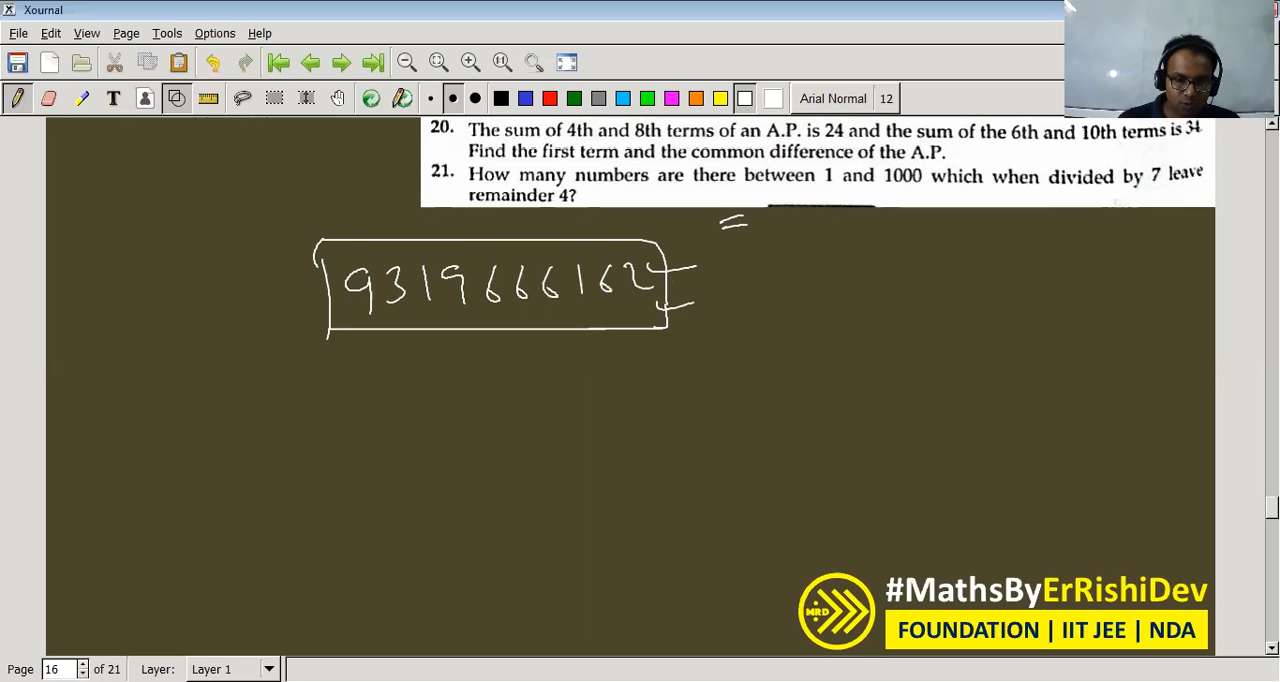 Xournal
File Edit View Page Tools Options Help
Arial Normal 12
20. The sum of 4th and 8th terms of an A.P. is 24 and the sum of the 6th and 10th terms is 34
Find the first term and the common difference of the A.P.
21. How many numbers are there between 1 and 1000 which when divided by 7 leave
remainder 4?
=
9319666162
#MathsByErRishiDev
MRD
FOUNDATION | IIT JEE | NDA
Page 16 of 21 Layer: Layer 1